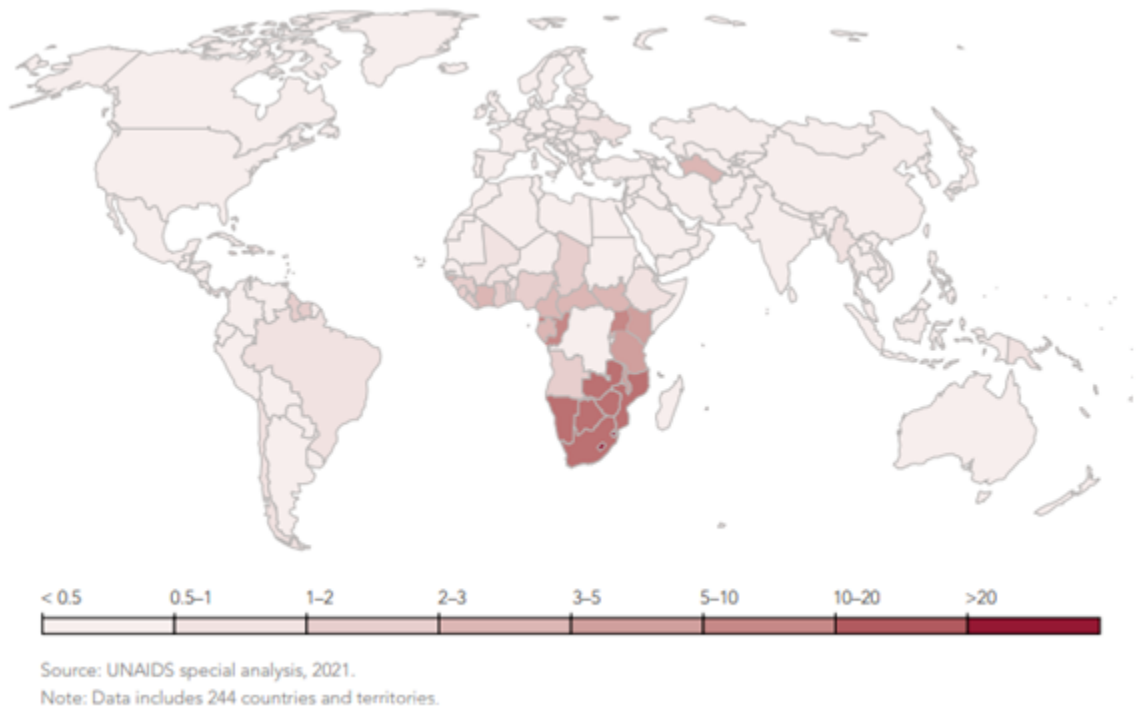 < 0.5 0.5–1 1–2 2–3 3–5 5–10 10–20 >20
Source: UNAIDS special analysis, 2021.
Note: Data includes 244 countries and territories.